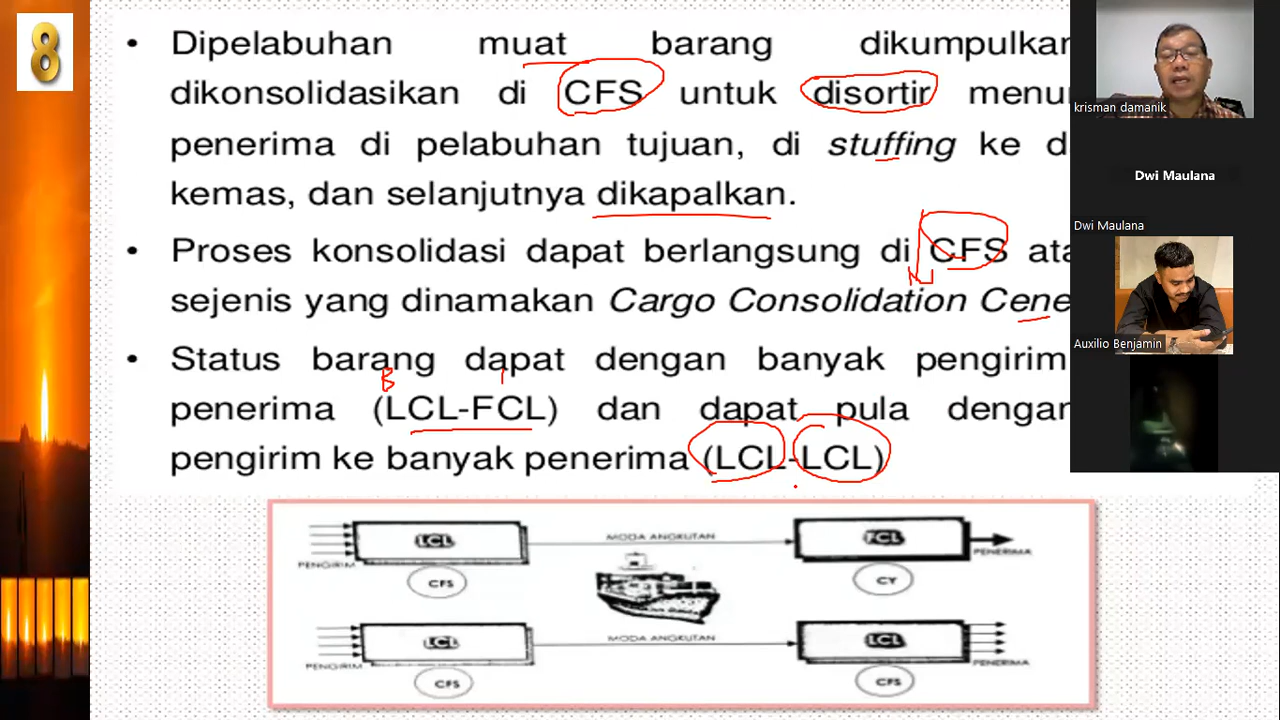 8
• Dipelabuhan muat barang dikumpulkan
dikonsolidasikan di CFS untuk disortir menu
penerima di pelabuhan tujuan, di stuffing ke d
kemas, dan selanjutnya dikapalkan.
• Proses konsolidasi dapat berlangsung di CFS ata
sejenis yang dinamakan Cargo Consolidation Cene
• Status barang dapat dengan banyak pengirim
B 1
penerima (LCL-FCL) dan dapat pula dengan
pengirim ke banyak penerima (LCL-LCL)
LCL MODA ANGKUTAN FCL
PENGIRIM PENERIMA
CFS CY
LCL MODA ANGKUTAN LCL
PENGIRIM PENERIMA
CFS CFS
krisman damanik
Dwi Maulana
Dwi Maulana
Auxilio Benjamin